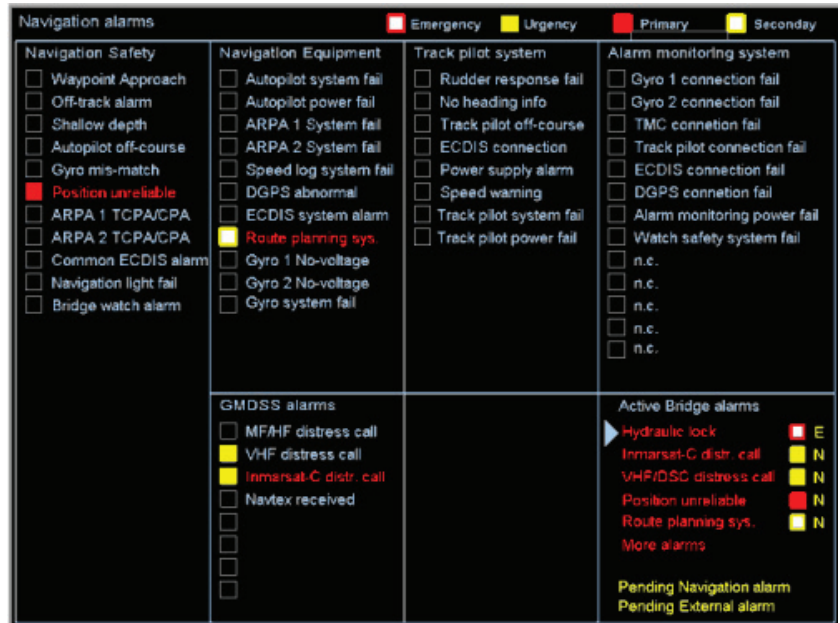 Navigation alarms
Emergency
Urgency
Primary
Seconday
Navigation Safety
Waypoint Approach
Off-track alarm
Shallow depth
Autopilot off-course
Gyro mis-match
Position unreliable
ARPA 1 TCPA/CPA
ARPA 2 TCPA/CPA
Common ECDIS alarm
Navigation light fail
Bridge watch alarm
Navigation Equipment
Autopilot system fail
Autopilot power fail
ARPA 1 System fail
ARPA 2 System fail
Speed log system fail
DGPS abnormal
ECDIS system alarm
Route planning sys.
Gyro 1 No-voltage
Gyro 2 No-voltage
Gyro system fail
Track pilot system
Rudder response fail
No heading info
Track pilot off-course
ECDIS connection
Power supply alarm
Speed warning
Track pilot system fail
Track pilot power fail
Alarm monitoring system
Gyro 1 connection fail
Gyro 2 connection fail
TMC connetion fail
Track pilot connection fail
ECDIS connection fail
DGPS connetion fail
Alarm monitoring power fail
Watch safety system fail
n.c.
n.c.
n.c.
n.c.
n.c.
GMDSS alarms
MF/HF distress call
VHF distress call
Inmarsat-C distr. call
Navtex received
Active Bridge alarms
Hydraulic lock E
Inmarsat-C distr. call N
VHF/DSC distress call N
Position unreliable N
Route planning sys. N
More alarms
Pending Navigation alarm
Pending External alarm